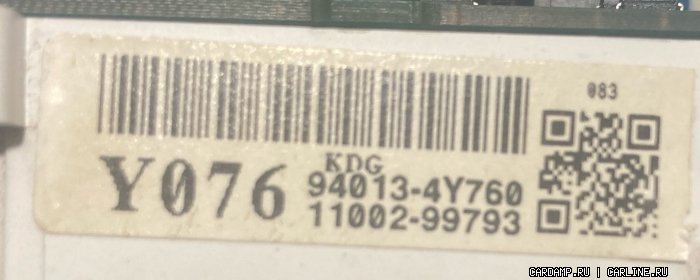 083
KDG
Y076
94013-4Y760
11002-99793
CARDAMP.RU | CARLINE.RU